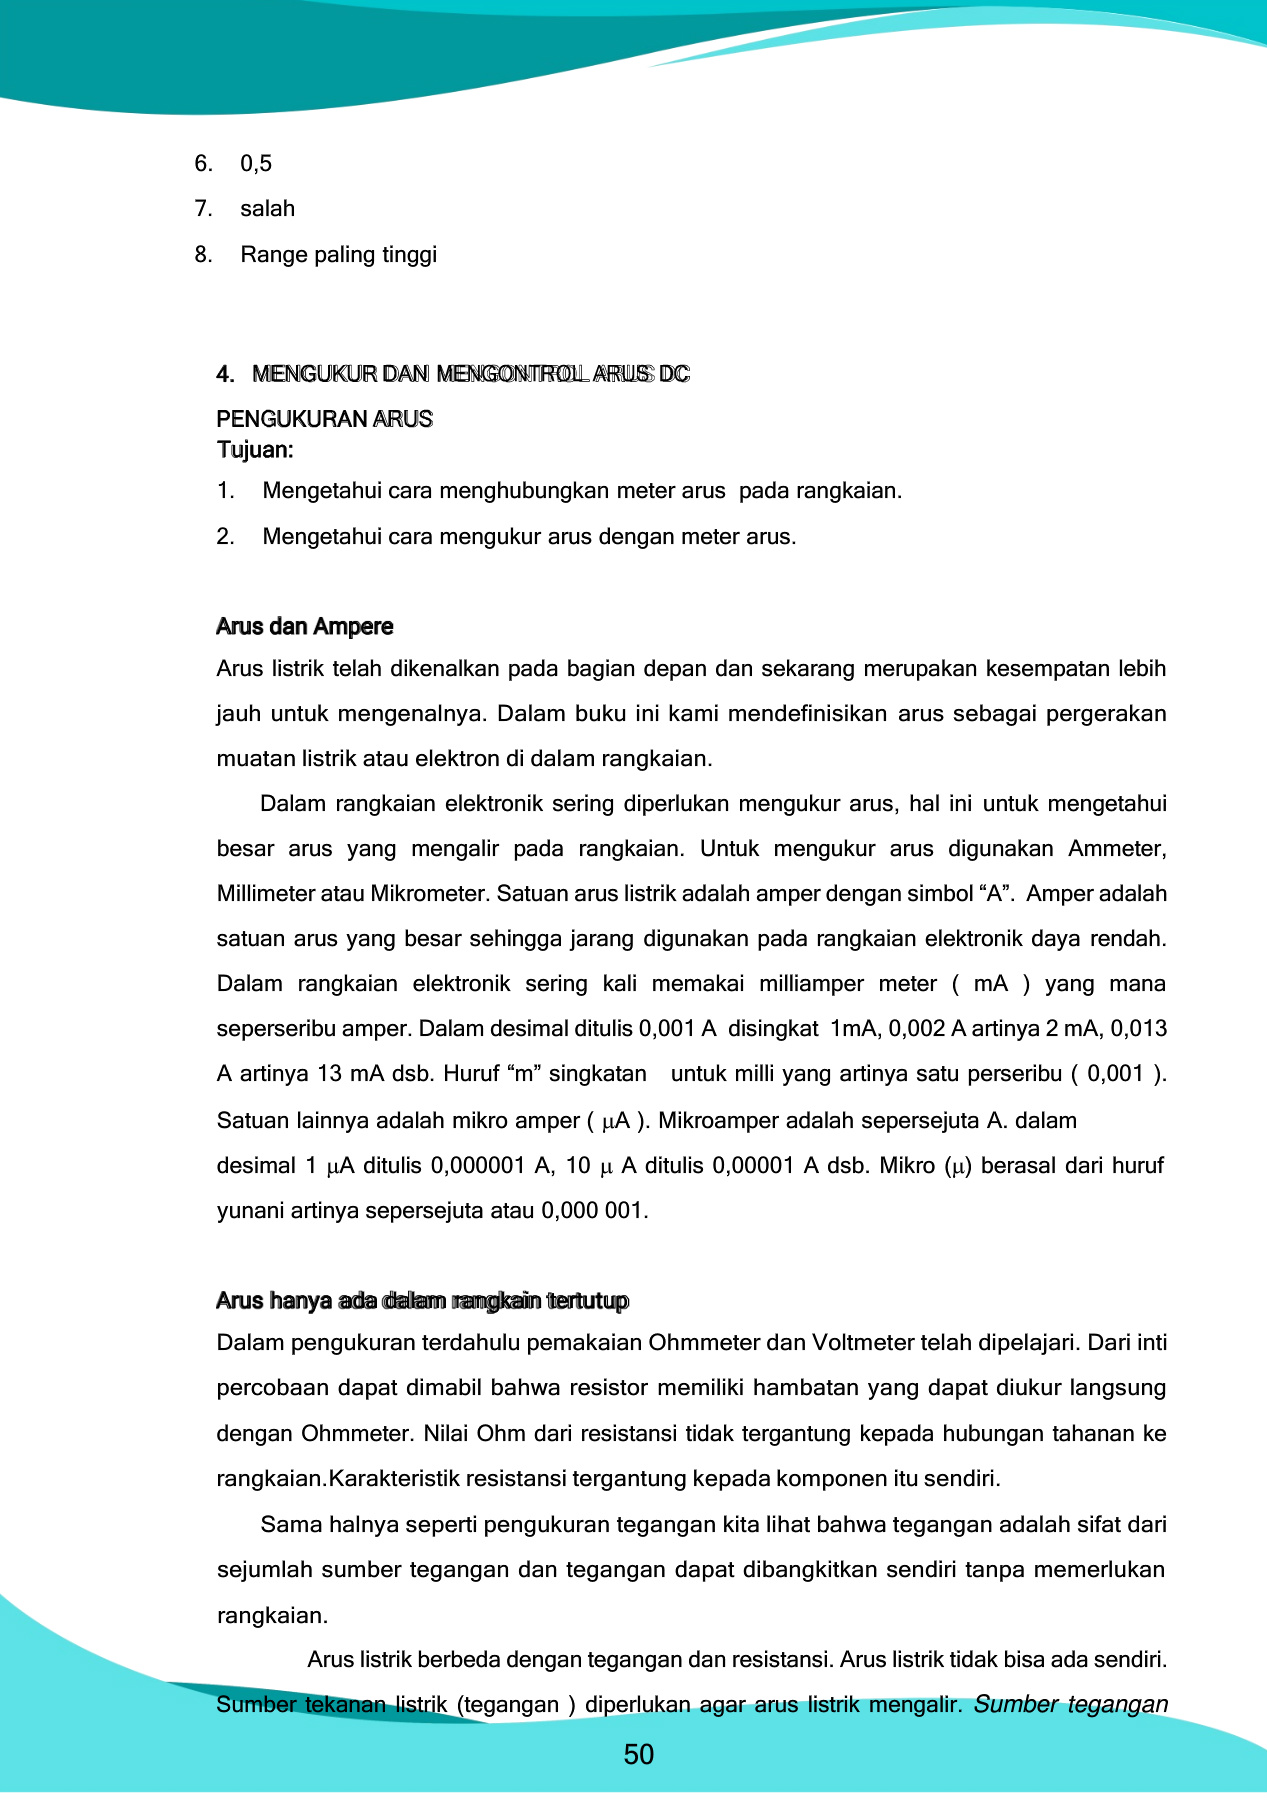 6. 0,5
7. salah
8. Range paling tinggi
4. MENGUKUR DAN MENGONTROL ARUS DC
PENGUKURAN ARUS
Tujuan:
1. Mengetahui cara menghubungkan meter arus pada rangkaian.
2. Mengetahui cara mengukur arus dengan meter arus.
Arus dan Ampere
Arus listrik telah dikenalkan pada bagian depan dan sekarang merupakan kesempatan lebih
jauh untuk mengenalnya. Dalam buku ini kami mendefinisikan arus sebagai pergerakan
muatan listrik atau elektron di dalam rangkaian.
Dalam rangkaian elektronik sering diperlukan mengukur arus, hal ini untuk mengetahui
besar arus yang mengalir pada rangkaian. Untuk mengukur arus digunakan Ammeter,
Millimeter atau Mikrometer. Satuan arus listrik adalah amper dengan simbol “A”. Amper adalah
satuan arus yang besar sehingga jarang digunakan pada rangkaian elektronik daya rendah.
Dalam rangkaian elektronik sering kali memakai milliamper meter ( mA ) yang mana
seperseribu amper. Dalam desimal ditulis 0,001 A disingkat 1mA, 0,002 A artinya 2 mA, 0,013
A artinya 13 mA dsb. Huruf “m” singkatan untuk milli yang artinya satu perseribu ( 0,001 ).
Satuan lainnya adalah mikro amper ( μA ). Mikroamper adalah sepersejuta A. dalam
desimal 1 μA ditulis 0,000001 A, 10 μ A ditulis 0,00001 A dsb. Mikro (μ) berasal dari huruf
yunani artinya sepersejuta atau 0,000 001.
Arus hanya ada dalam rangkain tertutup
Dalam pengukuran terdahulu pemakaian Ohmmeter dan Voltmeter telah dipelajari. Dari inti
percobaan dapat dimabil bahwa resistor memiliki hambatan yang dapat diukur langsung
dengan Ohmmeter. Nilai Ohm dari resistansi tidak tergantung kepada hubungan tahanan ke
rangkaian.Karakteristik resistansi tergantung kepada komponen itu sendiri.
Sama halnya seperti pengukuran tegangan kita lihat bahwa tegangan adalah sifat dari
sejumlah sumber tegangan dan tegangan dapat dibangkitkan sendiri tanpa memerlukan
rangkaian.
Arus listrik berbeda dengan tegangan dan resistansi. Arus listrik tidak bisa ada sendiri.
Sumber tekanan listrik (tegangan ) diperlukan agar arus listrik mengalir. Sumber tegangan
50